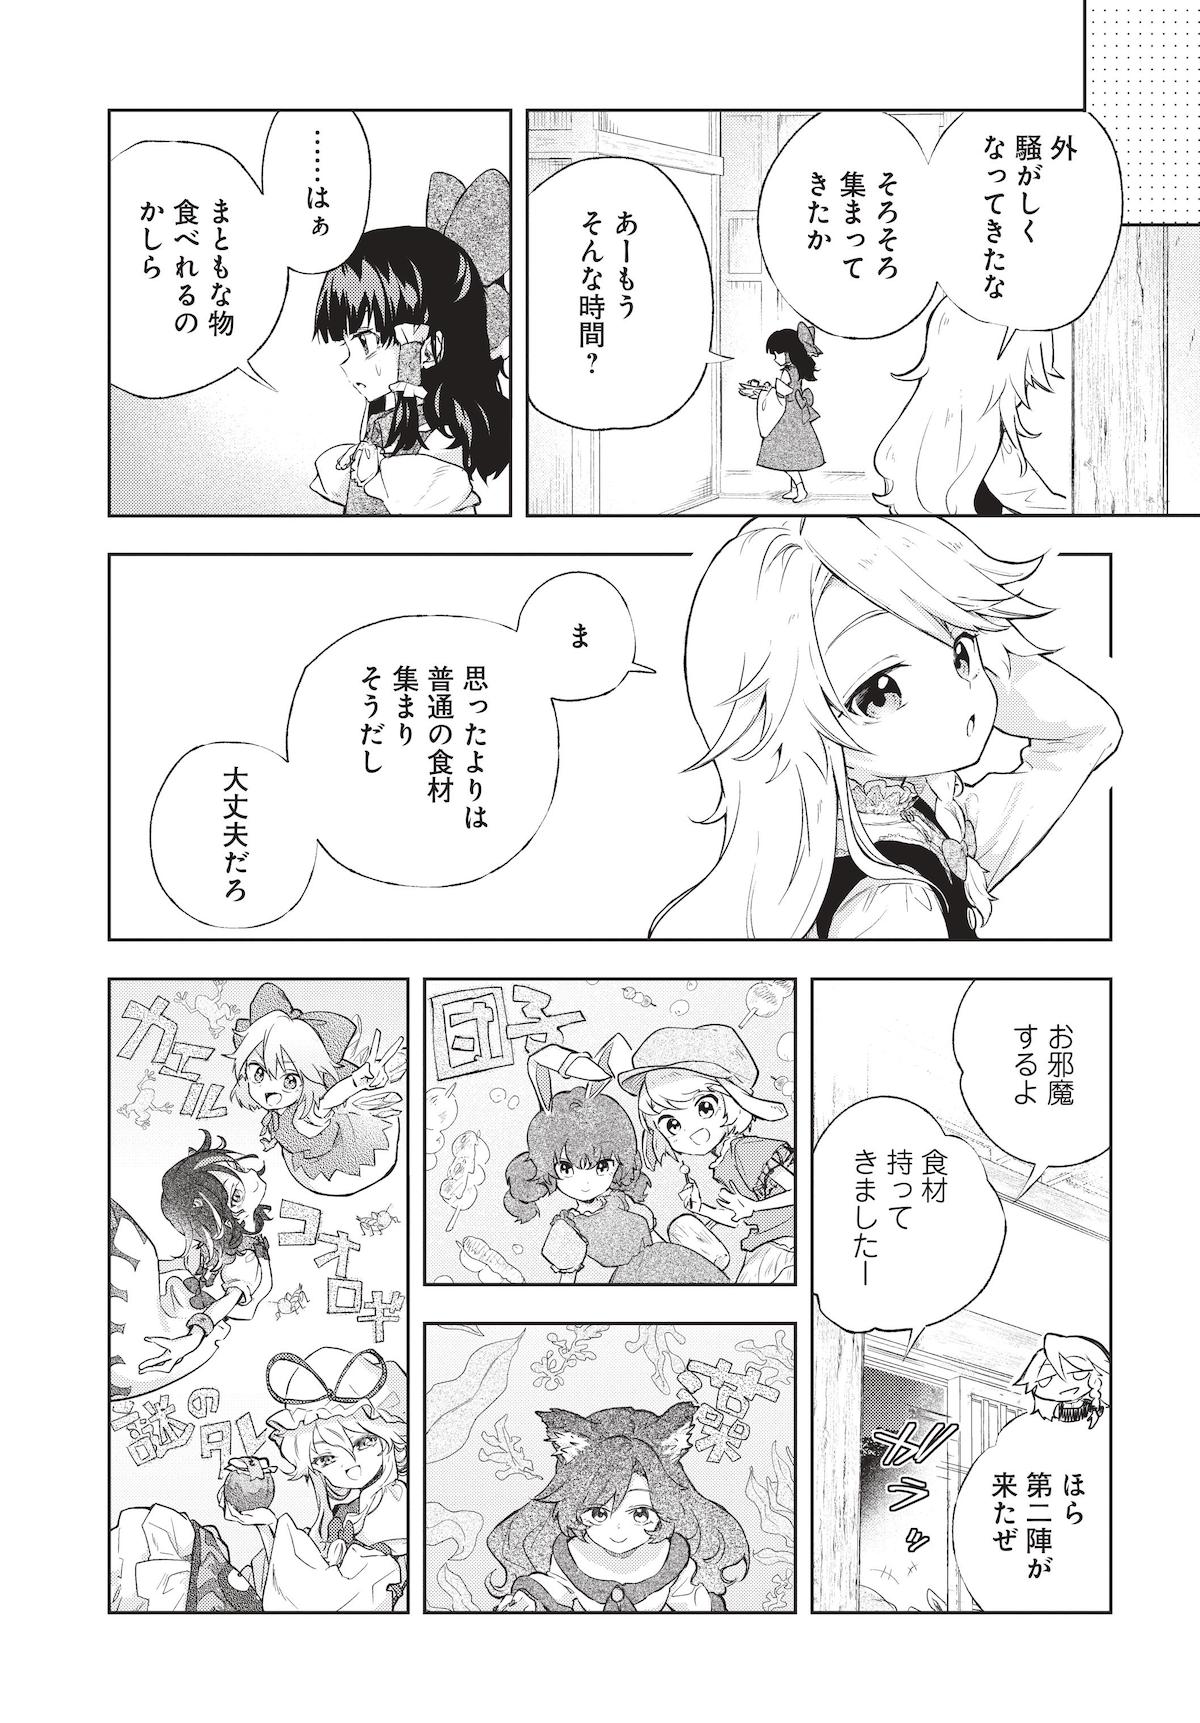 外
騒がしく
なってきたな
そろそろ
集まって
きたか
あーもう
そんな時間？
……はぁ
まともな物
食べれるの
かしら
ま
思ったよりは
普通の食材
集まり
そうだし
大丈夫だろ
お邪魔
するよ
食材
持って
きましたー
ガラッ
ほら
第二陣が
来たぜ
団子
藻
カエル
コオロギ
謎の
タレ